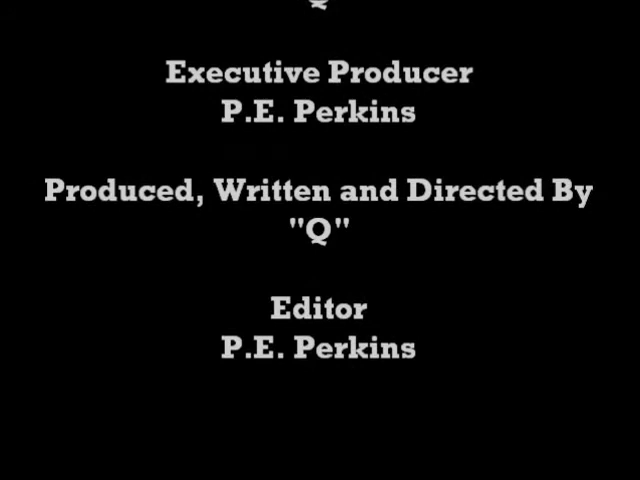 Executive Producer
P.E. Perkins
Produced, Written and Directed By
"Q"
Editor
P.E. Perkins